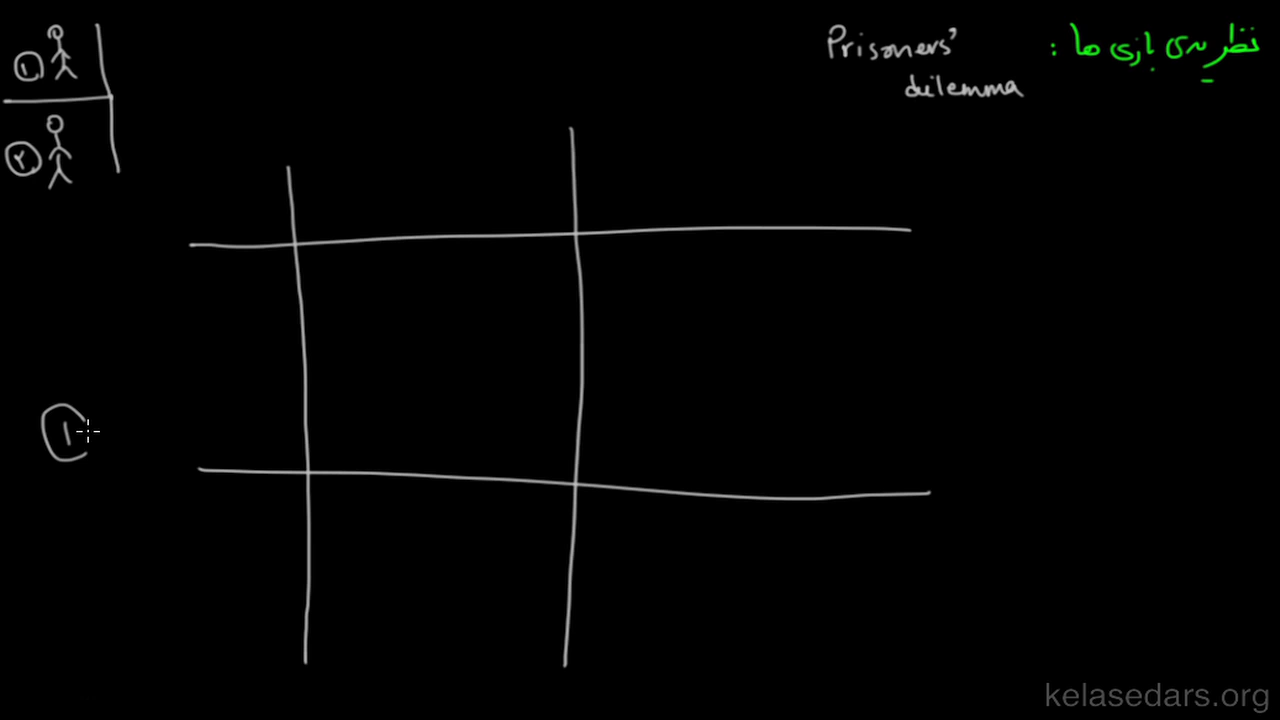 نظریه‌ی بازی ها :
Prisoners'
dilemma
۱
۲
۱
kelasedars.org